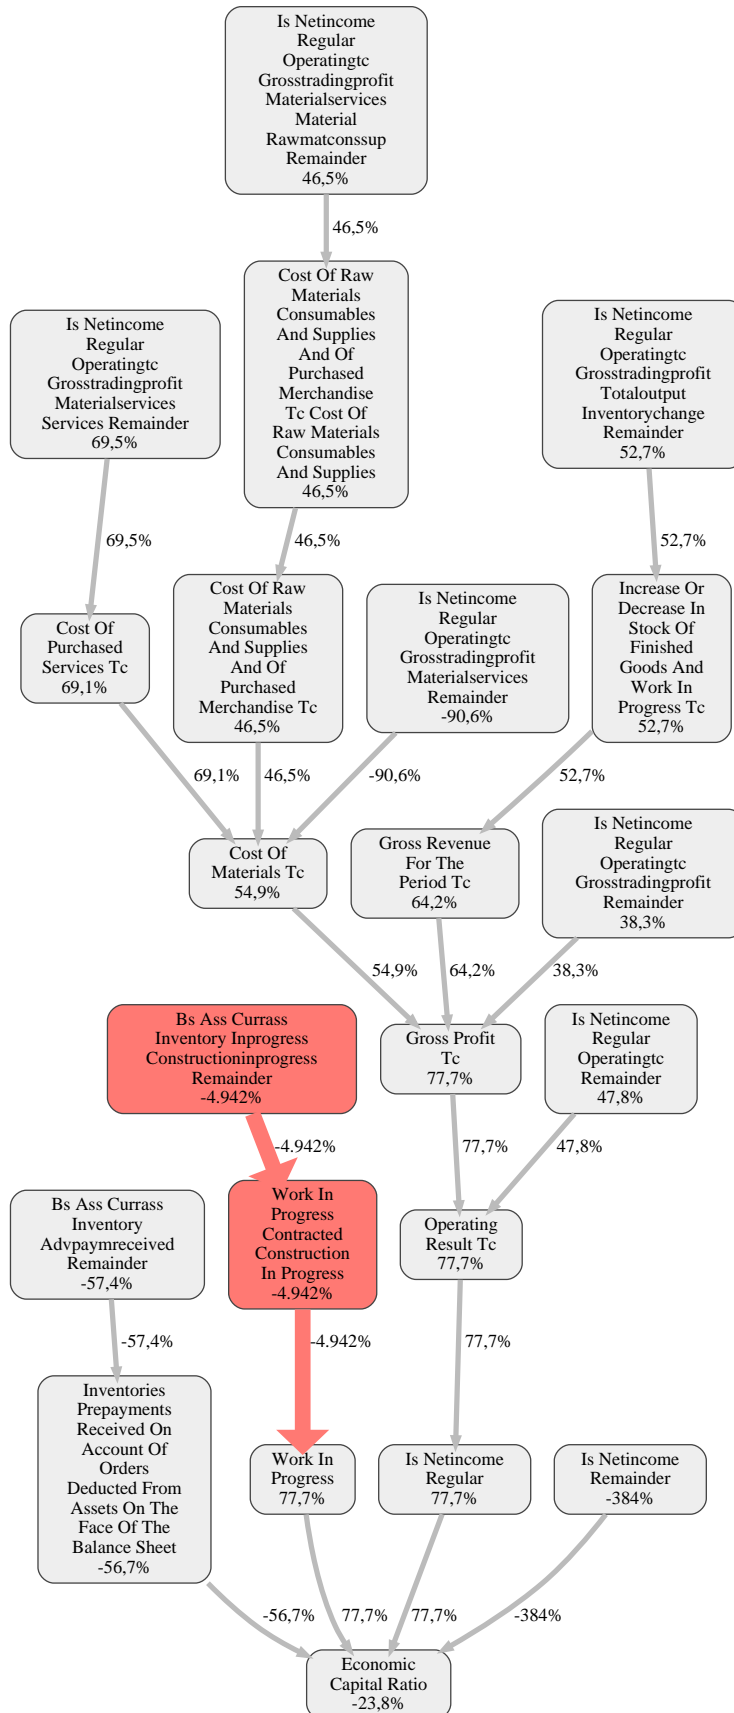 Is Netincome
Regular
Operatingtc
Grosstradingprofit
Materialservices
Material
Rawmatconssup
Remainder
46,5%
46,5%
Cost Of Raw
Materials
Consumables
And Supplies
And Of
Purchased
Merchandise
Tc Cost Of
Raw Materials
Consumables
And Supplies
46,5%
Is Netincome
Regular
Operatingtc
Grosstradingprofit
Materialservices
Services Remainder
69,5%
Is Netincome
Regular
Operatingtc
Grosstradingprofit
Totaloutput
Inventorychange
Remainder
52,7%
69,5%
46,5%
52,7%
Cost Of
Purchased
Services Tc
69,1%
Cost Of Raw
Materials
Consumables
And Supplies
And Of
Purchased
Merchandise Tc
46,5%
Is Netincome
Regular
Operatingtc
Grosstradingprofit
Materialservices
Remainder
-90,6%
Increase Or
Decrease In
Stock Of
Finished
Goods And
Work In
Progress Tc
52,7%
69,1%
46,5%
-90,6%
52,7%
Cost Of
Materials Tc
54,9%
Gross Revenue
For The
Period Tc
64,2%
Is Netincome
Regular
Operatingtc
Grosstradingprofit
Remainder
38,3%
54,9%
64,2%
38,3%
Bs Ass Currass
Inventory Inprogress
Constructioninprogress
Remainder
-4.942%
Gross Profit
Tc
77,7%
Is Netincome
Regular
Operatingtc
Remainder
47,8%
-4.942%
77,7%
47,8%
Bs Ass Currass
Inventory
Advpaymreceived
Remainder
-57,4%
Work In
Progress
Contracted
Construction
In Progress
-4.942%
Operating
Result Tc
77,7%
-57,4%
-4.942%
77,7%
Inventories
Prepayments
Received On
Account Of
Orders
Deducted From
Assets On The
Face Of The
Balance Sheet
-56,7%
Work In
Progress
77,7%
Is Netincome
Regular
77,7%
Is Netincome
Remainder
-384%
-56,7%
77,7%
77,7%
-384%
Economic
Capital Ratio
-23,8%